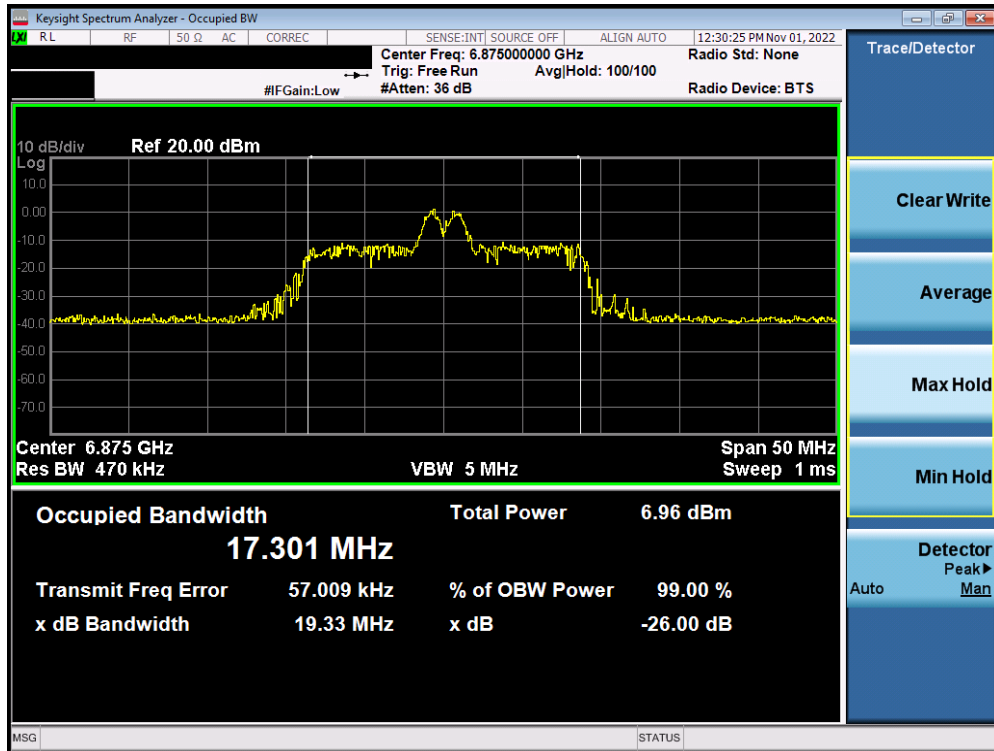 Keysight Spectrum Analyzer - Occupied BW
LXI RL RF 50 Ω AC CORREC SENSE:INT SOURCE OFF ALIGN AUTO 12:30:25 PM Nov 01, 2022
Center Freq: 6.875000000 GHz Radio Std: None
Trig: Free Run Avg|Hold: 100/100
#IFGain:Low #Atten: 36 dB Radio Device: BTS
10 dB/div Ref 20.00 dBm
Log
10.0
0.00
-10.0
-20.0
-30.0
-40.0
-50.0
-60.0
-70.0
Center 6.875 GHz Span 50 MHz
Res BW 470 kHz VBW 5 MHz Sweep 1 ms
Occupied Bandwidth Total Power 6.96 dBm
17.301 MHz
Transmit Freq Error 57.009 kHz % of OBW Power 99.00 %
x dB Bandwidth 19.33 MHz x dB -26.00 dB
MSG STATUS
Trace/Detector
Clear Write
Average
Max Hold
Min Hold
Detector
Peak▶
Auto Man